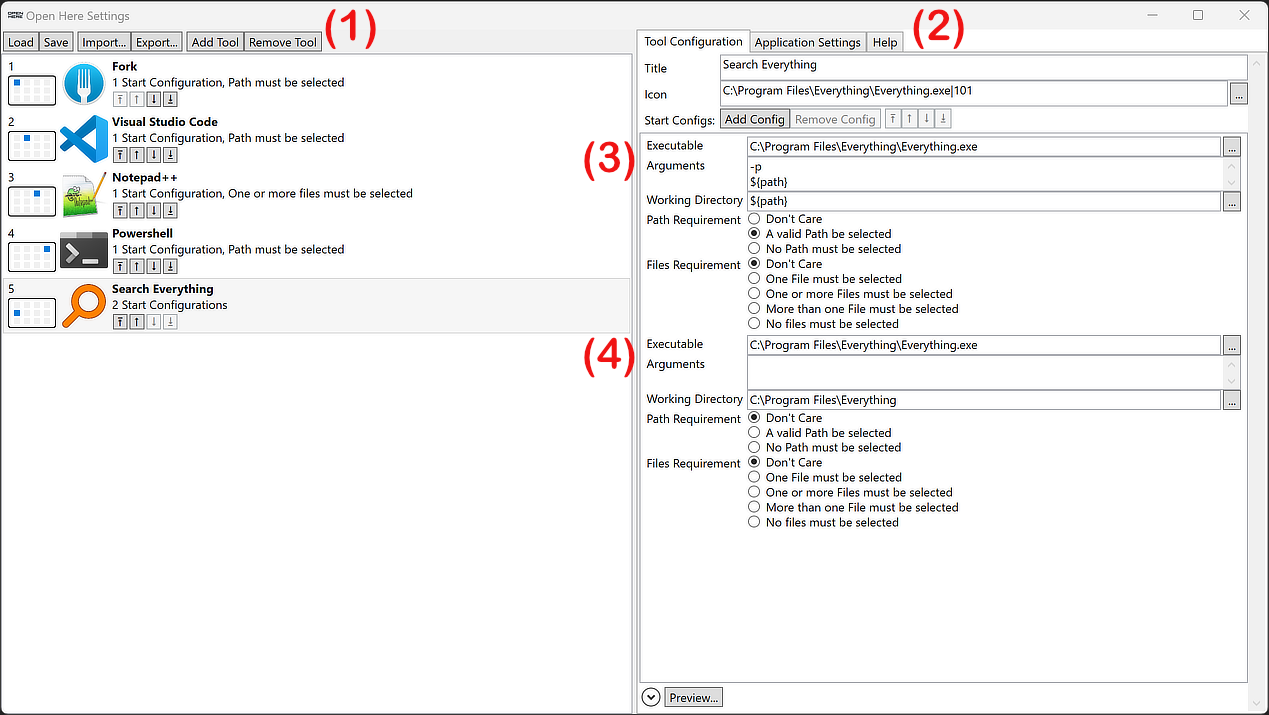 Open Here Settings
Load Save Import... Export... Add Tool Remove Tool (1)
1 Fork
1 Start Configuration, Path must be selected
2 Visual Studio Code
1 Start Configuration, Path must be selected
3 Notepad++
1 Start Configuration, One or more files must be selected
4 Powershell
1 Start Configuration, Path must be selected
5 Search Everything
2 Start Configurations
(2)
Tool Configuration Application Settings Help
Title Search Everything
Icon C:\Program Files\Everything\Everything.exe|101 ...
Start Configs: Add Config Remove Config
(3)
Executable C:\Program Files\Everything\Everything.exe ...
Arguments -p
${path}
Working Directory ${path} ...
Path Requirement Don't Care
A valid Path be selected
No Path must be selected
Files Requirement Don't Care
One File must be selected
One or more Files must be selected
More than one File must be selected
No files must be selected
(4)
Executable C:\Program Files\Everything\Everything.exe ...
Arguments
Working Directory C:\Program Files\Everything ...
Path Requirement Don't Care
A valid Path be selected
No Path must be selected
Files Requirement Don't Care
One File must be selected
One or more Files must be selected
More than one File must be selected
No files must be selected
Preview...